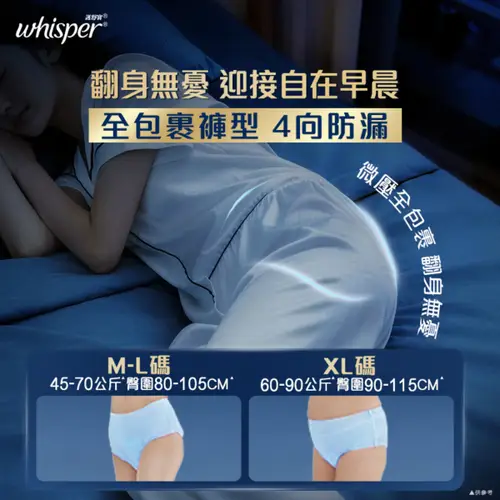 護舒寶®
whisper®
翻身無憂 迎接自在早晨
全包裹褲型 4向防漏
微壓全包裹 翻身無憂
M-L碼
45-70公斤*臀圍80-105CM*
XL碼
60-90公斤*臀圍90-115CM*
▲供參考